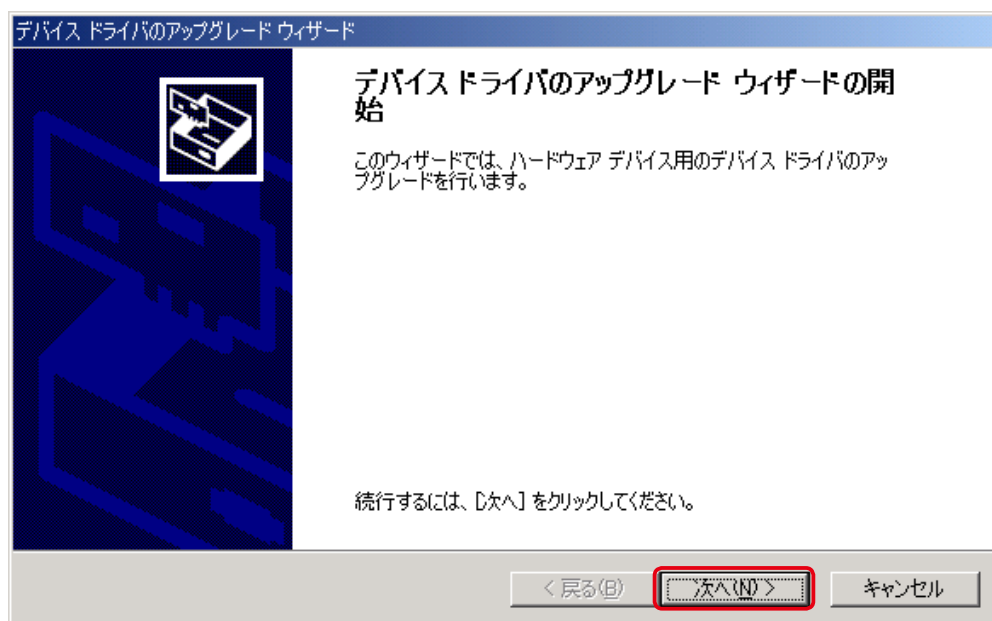 デバイス ドライバのアップグレード ウィザード
デバイス ドライバのアップグレード ウィザードの開
始
このウィザードでは、ハードウェア デバイス用のデバイス ドライバのアッ
プグレードを行います。
続行するには、[次へ] をクリックしてください。
< 戻る(B)
次へ(N) >
キャンセル